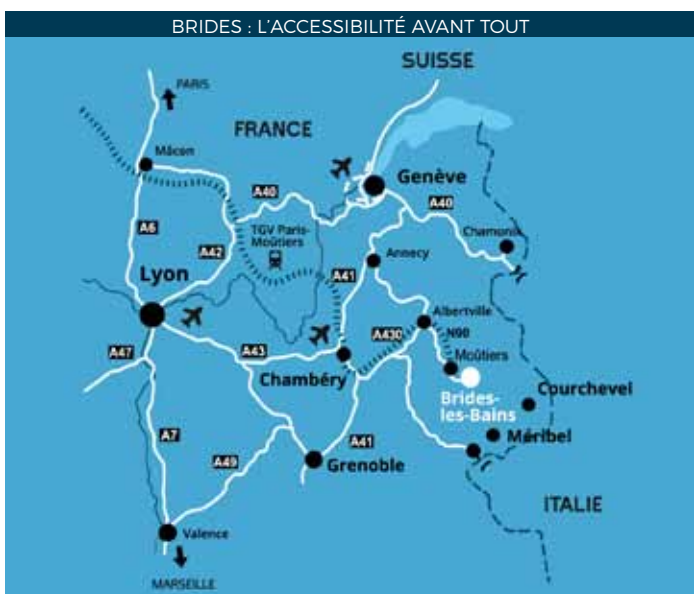 BRIDES : L'ACCESSIBILITÉ AVANT TOUT
SUISSE
PARIS
FRANCE
Mâcon
Genève
A40
A40
A6
TGV Paris-
Moûtiers
Chamonix
A42
Annecy
A41
Lyon
Albertville
A430
N90
A47
A43
Moûtiers
Chambéry
Courchevel
Brides-
les-Bains
A7
A41
Méribel
A49
Grenoble
ITALIE
Valence
MARSEILLE